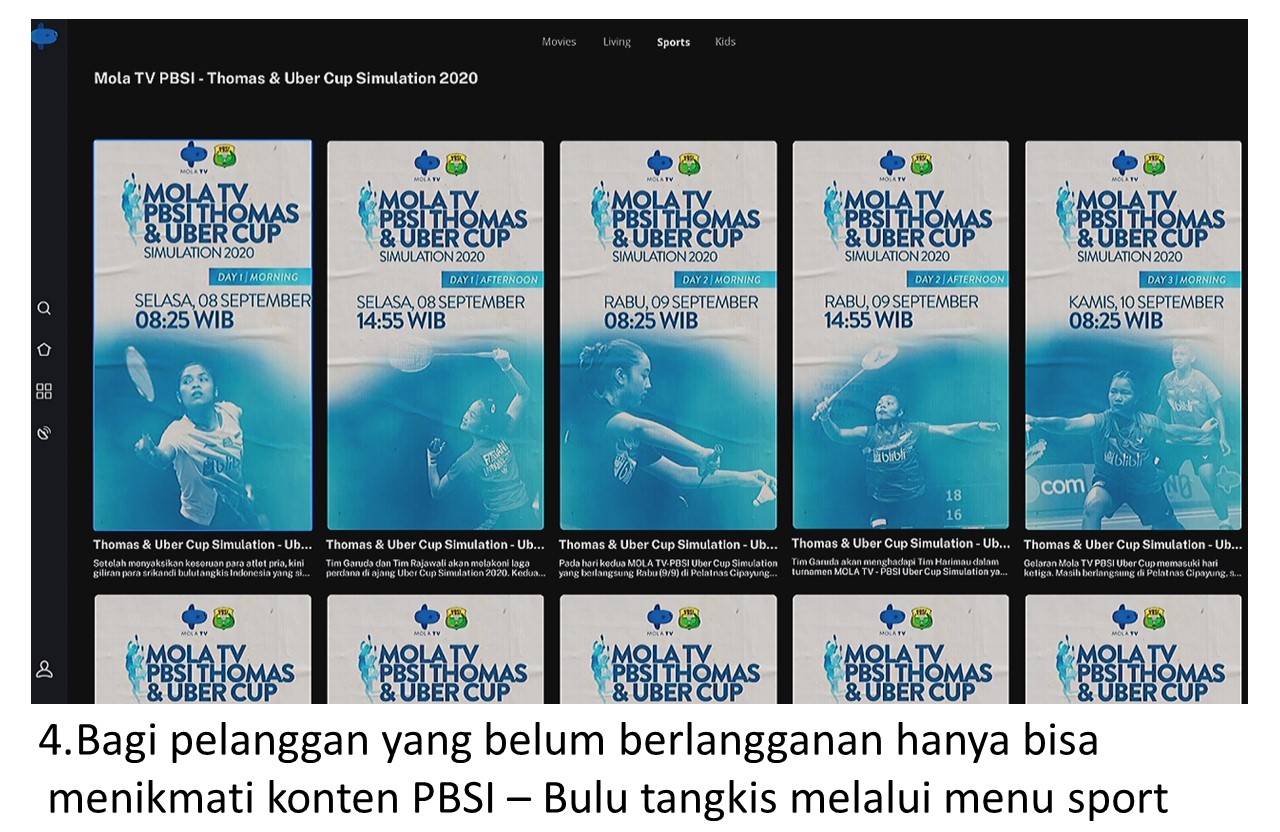 Movies Living Sports Kids
Mola TV PBSI - Thomas & Uber Cup Simulation 2020
MOLA TV
MOLA TV
PBSI THOMAS
& UBER CUP
SIMULATION 2020
DAY 1 | MORNING
SELASA, 08 SEPTEMBER
08:25 WIB
Thomas & Uber Cup Simulation - Ub...
Setelah menyaksikan keseruan para atlet pria, kini
giliran para srikandi bulutangkis Indonesia yang si...
MOLA TV
MOLA TV
PBSI THOMAS
& UBER CUP
SIMULATION 2020
DAY 1 | AFTERNOON
SELASA, 08 SEPTEMBER
14:55 WIB
Thomas & Uber Cup Simulation - Ub...
Tim Garuda dan Tim Rajawali akan melakoni laga
perdana di ajang Uber Cup Simulation 2020. Kedua...
MOLA TV
MOLA TV
PBSI THOMAS
& UBER CUP
SIMULATION 2020
DAY 2 | MORNING
RABU, 09 SEPTEMBER
08:25 WIB
Thomas & Uber Cup Simulation - Ub...
Pada hari kedua MOLA TV-PBSI Uber Cup Simulation
yang berlangsung Rabu (9/9) di Pelatnas Cipayung,...
MOLA TV
MOLA TV
PBSI THOMAS
& UBER CUP
SIMULATION 2020
DAY 2 | AFTERNOON
RABU, 09 SEPTEMBER
14:55 WIB
blibli
18
16
Thomas & Uber Cup Simulation - Ub...
Tim Garuda akan menghadapi Tim Harimau dalam
turnamen MOLA TV - PBSI Uber Cup Simulation ya...
MOLA TV
MOLA TV
PBSI THOMAS
& UBER CUP
SIMULATION 2020
DAY 3 | MORNING
KAMIS, 10 SEPTEMBER
08:25 WIB
blibli
blibli
com
Thomas & Uber Cup Simulation - Ub...
Gelaran Mola TV PBSI Uber Cup memasuki hari
ketiga. Masih berlangsung di Pelatnas Cipayung, s...
MOLA TV
MOLA TV
PBSI THOMAS
& UBER CUP
MOLA TV
MOLA TV
PBSI THOMAS
& UBER CUP
MOLA TV
MOLA TV
PBSI THOMAS
& UBER CUP
MOLA TV
MOLA TV
PBSI THOMAS
& UBER CUP
MOLA TV
MOLA TV
PBSI THOMAS
& UBER CUP
4.Bagi pelanggan yang belum berlangganan hanya bisa
menikmati konten PBSI – Bulu tangkis melalui menu sport